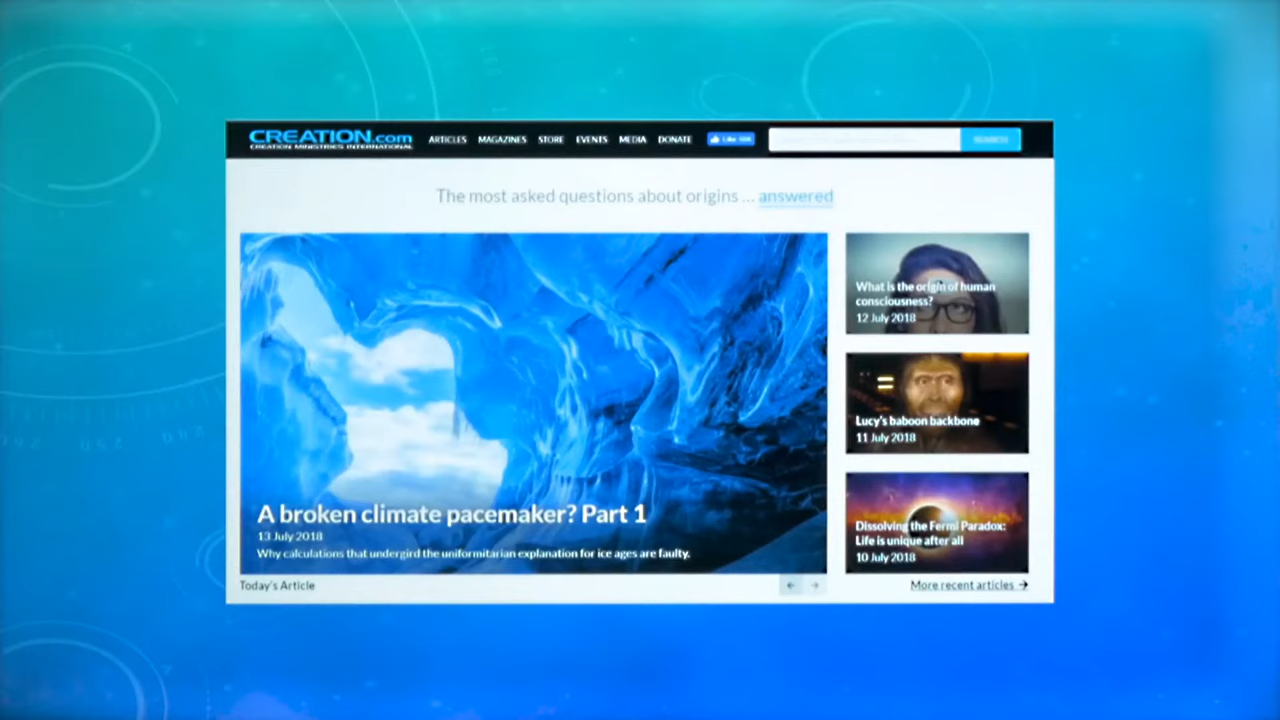 CREATION.com
CREATION MINISTRIES INTERNATIONAL
ARTICLES MAGAZINES STORE EVENTS MEDIA DONATE Like
The most asked questions about origins ... answered
A broken climate pacemaker? Part 1
13 July 2018
Why calculations that undergird the uniformitarian explanation for ice ages are faulty.
Today's Article
What is the origin of human
consciousness?
12 July 2018
Lucy's baboon backbone
11 July 2018
Dissolving the Fermi Paradox:
Life is unique after all
10 July 2018
More recent articles →